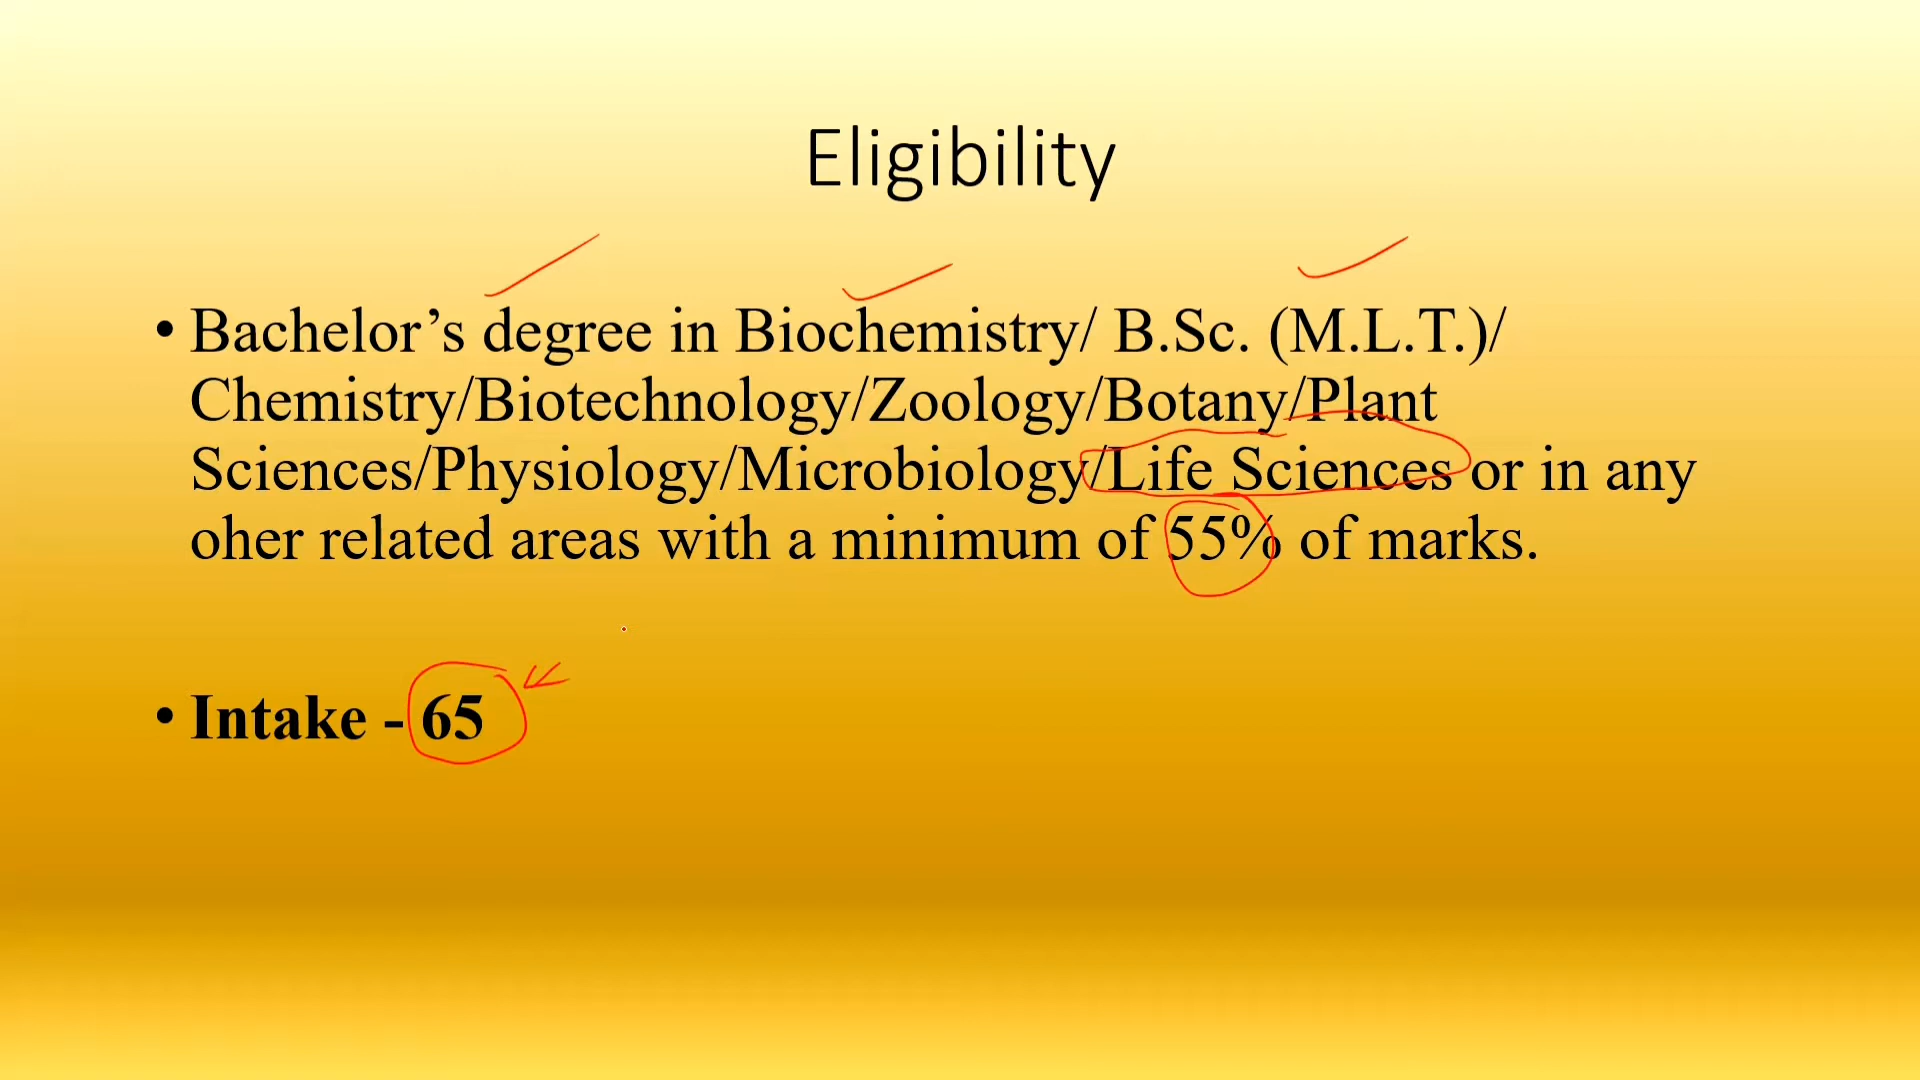 Eligibility
• Bachelor’s degree in Biochemistry/ B.Sc. (M.L.T.)/
Chemistry/Biotechnology/Zoology/Botany/Plant
Sciences/Physiology/Microbiology/Life Sciences or in any
oher related areas with a minimum of 55% of marks.
• Intake - 65